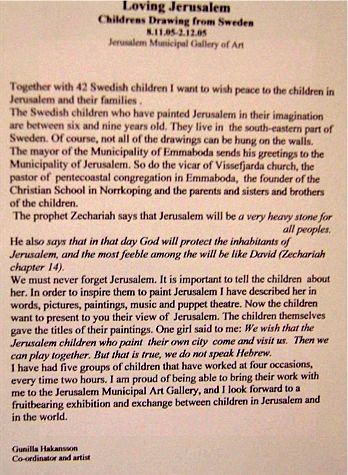 Loving Jerusalem
Childrens Drawing from Sweden
8.11.05-2.12.05
Jerusalem Municipal Gallery of Art
Together with 42 Swedish children I want to wish peace to the children in
Jerusalem and their families .
The Swedish children who have painted Jerusalem in their imagination
are between six and nine years old. They live in the south-eastern part of
Sweden. Of course, not all of the drawings can be hung on the walls.
The mayor of the Municipality of Emmaboda sends his greetings to the
Municipality of Jerusalem. So do the vicar of Vissefjarda church, the
pastor of pentecoastal congregation in Emmaboda, the founder of the
Christian School in Norrkoping and the parents and sisters and brothers
of the children.
The prophet Zechariah says that Jerusalem will be a very heavy stone for
all peoples.
He also says that in that day God will protect the inhabitants of
Jerusalem, and the most feeble among the will be like David (Zechariah
chapter 14).
We must never forget Jerusalem. It is important to tell the children about
her. In order to inspire them to paint Jerusalem I have described her in
words, pictures, paintings, music and puppet theatre. Now the children
want to present to you their view of Jerusalem. The children themselves
gave the titles of their paintings. One girl said to me: We wish that the
Jerusalem children who paint their own city come and visit us. Then we
can play together. But that is true, we do not speak Hebrew.
I have had five groups of children that have worked at four occasions,
every time two hours. I am proud of being able to bring their work with
me to the Jerusalem Municipal Art Gallery, and I look forward to a
fruitbearing exhibition and exchange between children in Jerusalem and
in the world.
Gunilla Hakansson
Co-ordinator and artist